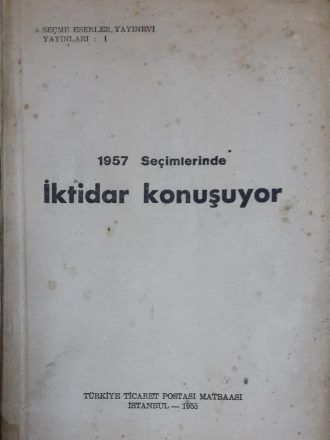 SEÇME ESERLER YAYINEVİ
YAYINLARI : 1
1957 Seçimlerinde
İktidar konuşuyor
TÜRKİYE TİCARET POSTASI MATBAASI
İSTANBUL — 1958